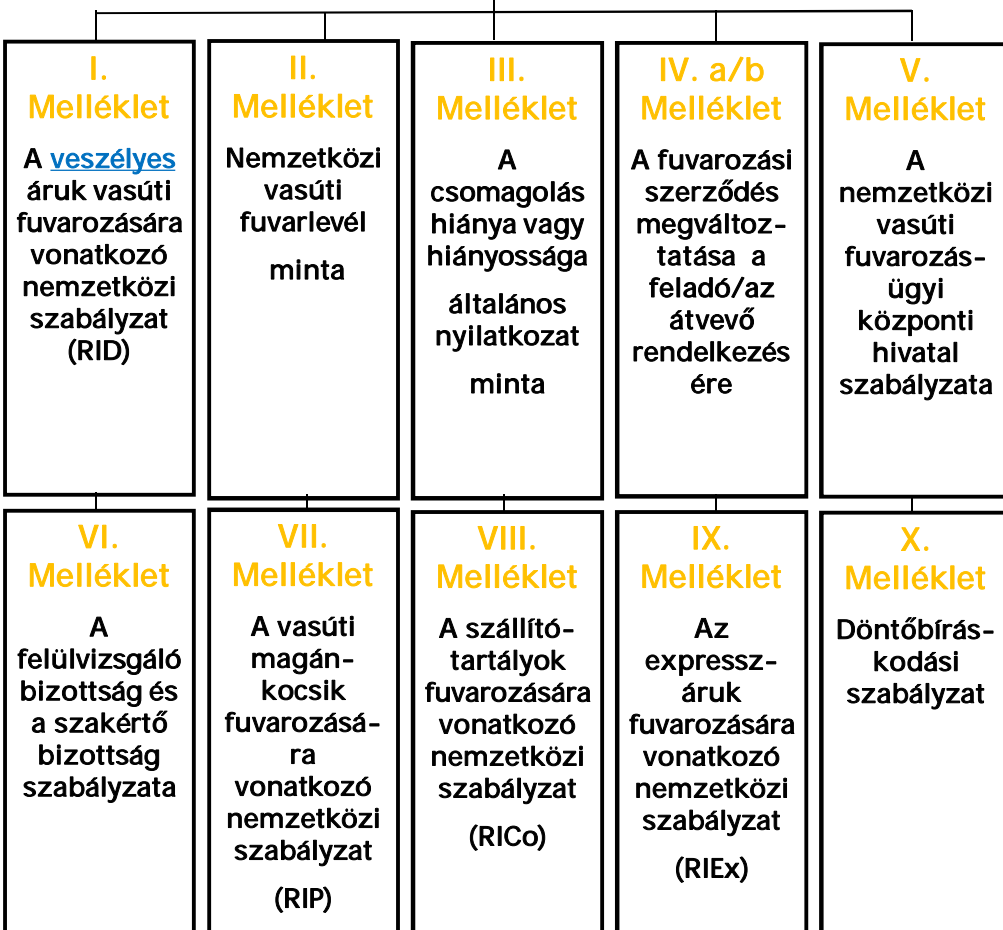 I.
Melléklet
A veszélyes
áruk vasúti
fuvarozására
vonatkozó
nemzetközi
szabályzat
(RID)
II.
Melléklet
Nemzetközi
vasúti
fuvarlevél
minta
III.
Melléklet
A
csomagolás
hiánya vagy
hiányossága
általános
nyilatkozat
minta
IV. a/b
Melléklet
A fuvarozási
szerződés
megváltoz-
tatása a
feladó/az
átvevő
rendelkezés
ére
V.
Melléklet
A
nemzetközi
vasúti
fuvarozás-
ügyi
központi
hivatal
szabályzata
VI.
Melléklet
A
felülvizsgáló
bizottság és
a szakértő
bizottság
szabályzata
VII.
Melléklet
A vasúti
magán-
kocsik
fuvarozásá-
ra
vonatkozó
nemzetközi
szabályzat
(RIP)
VIII.
Melléklet
A szállító-
tartályok
fuvarozására
vonatkozó
nemzetközi
szabályzat
(RICo)
IX.
Melléklet
Az
expressz-
áruk
fuvarozására
vonatkozó
nemzetközi
szabályzat
(RIEx)
X.
Melléklet
Döntőbírás-
kodási
szabályzat